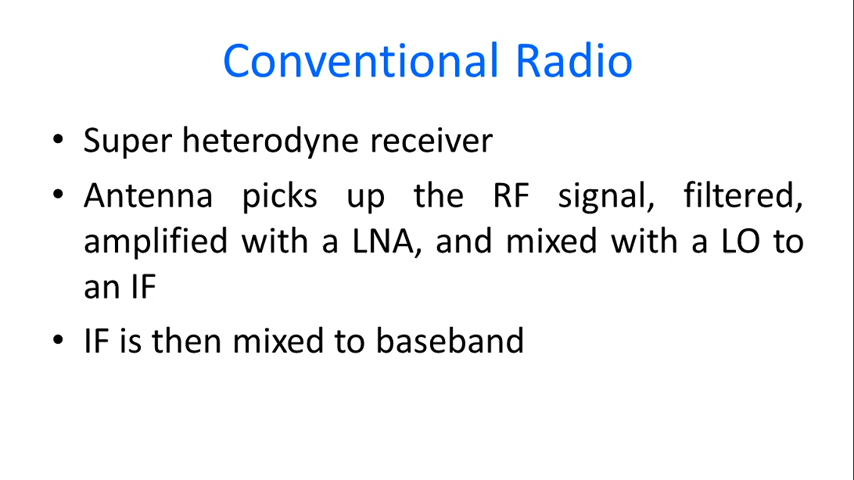 Conventional Radio
• Super heterodyne receiver
• Antenna picks up the RF signal, filtered,
amplified with a LNA, and mixed with a LO to
an IF
• IF is then mixed to baseband